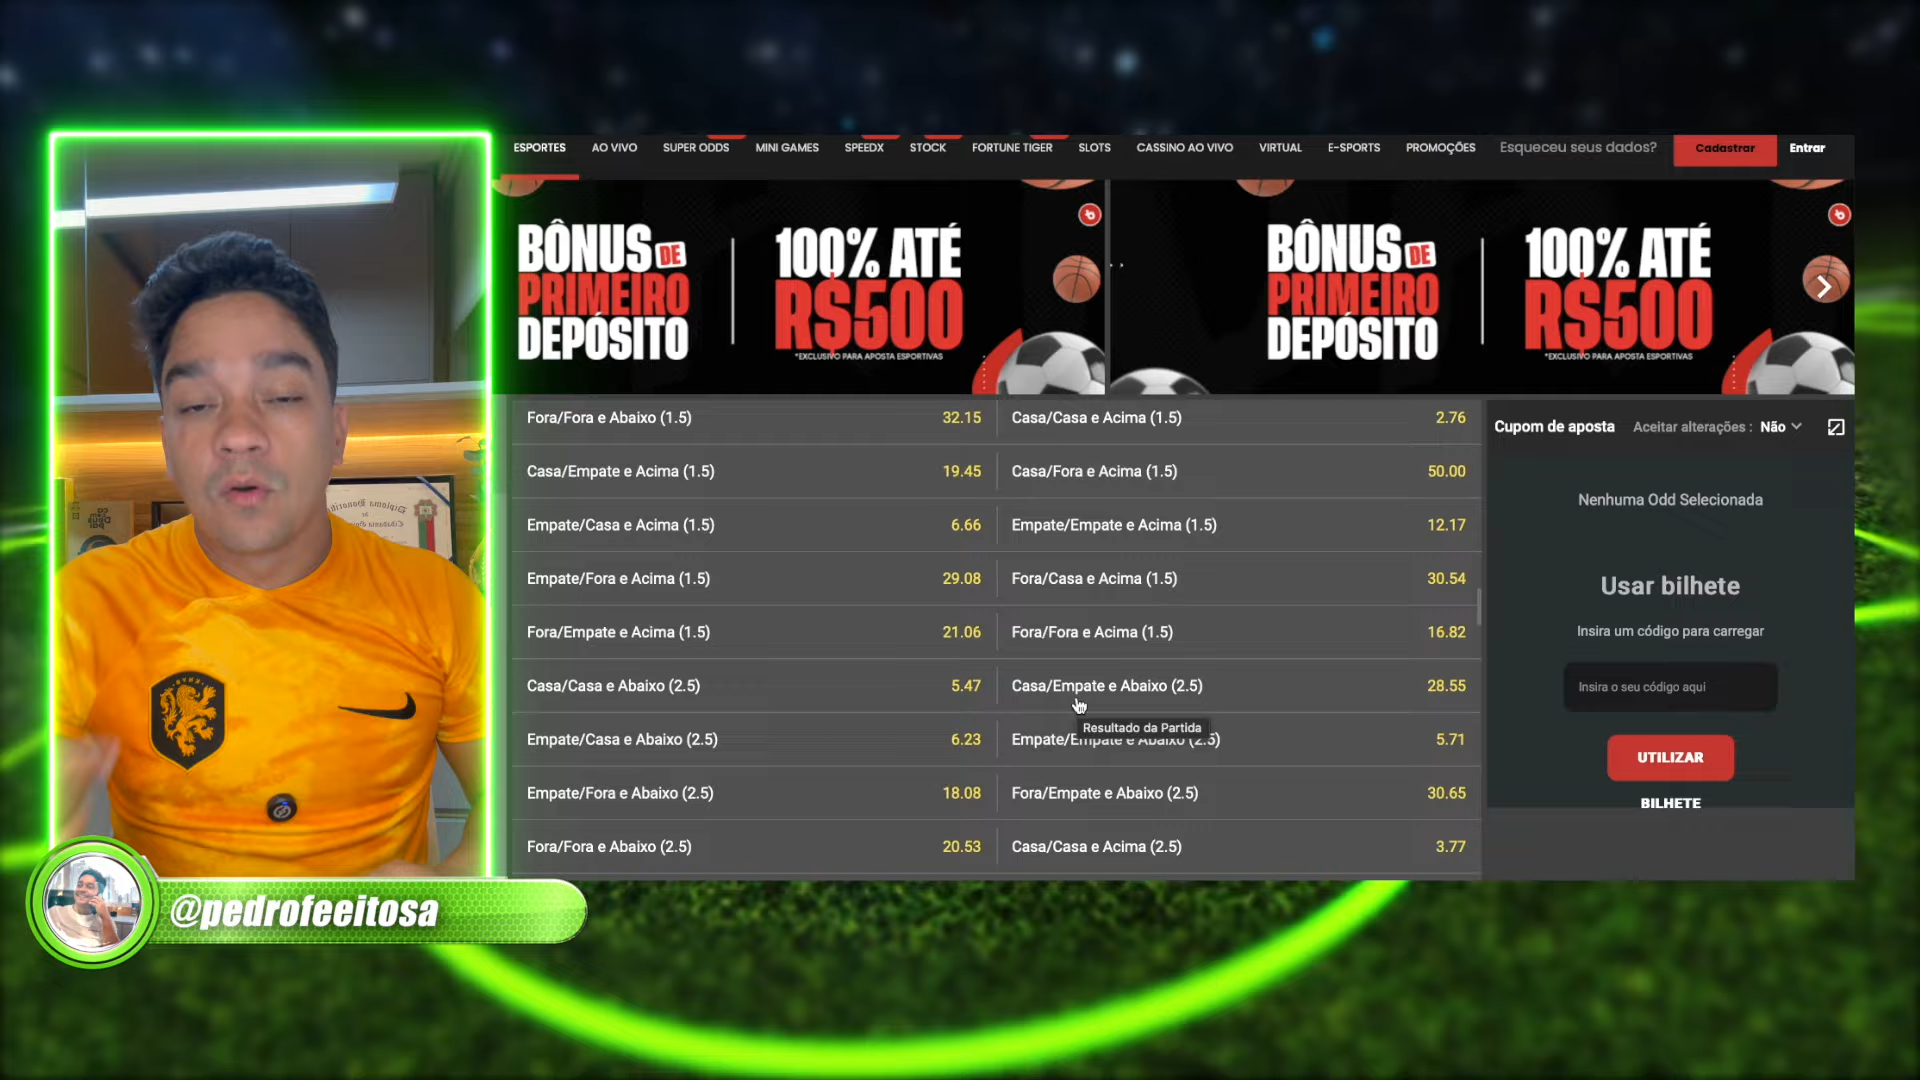 ESPORTES
AO VIVO
SUPER ODDS
MINI GAMES
SPEEDX
STOCK
FORTUNE TIGER
SLOTS
CASSINO AO VIVO
VIRTUAL
E-SPORTS
PROMOÇÕES
Esqueceu seus dados?
Cadastrar
Entrar
BÔNUS DE
PRIMEIRO
DEPÓSITO
100% ATÉ
R$500
*EXCLUSIVO PARA APOSTA ESPORTIVAS
BÔNUS DE
PRIMEIRO
DEPÓSITO
100% ATÉ
R$500
*EXCLUSIVO PARA APOSTA ESPORTIVAS
Fora/Fora e Abaixo (1.5) 32.15 Casa/Casa e Acima (1.5) 2.76
Casa/Empate e Acima (1.5) 19.45 Casa/Fora e Acima (1.5) 50.00
Empate/Casa e Acima (1.5) 6.66 Empate/Empate e Acima (1.5) 12.17
Empate/Fora e Acima (1.5) 29.08 Fora/Casa e Acima (1.5) 30.54
Fora/Empate e Acima (1.5) 21.06 Fora/Fora e Acima (1.5) 16.82
Casa/Casa e Abaixo (2.5) 5.47 Casa/Empate e Abaixo (2.5) 28.55
Resultado da Partida
Empate/Casa e Abaixo (2.5) 6.23 Empate/Empate e Abaixo (2.5) 5.71
Empate/Fora e Abaixo (2.5) 18.08 Fora/Empate e Abaixo (2.5) 30.65
Fora/Fora e Abaixo (2.5) 20.53 Casa/Casa e Acima (2.5) 3.77
Cupom de aposta Aceitar alterações : Não
Nenhuma Odd Selecionada
Usar bilhete
Insira um código para carregar
Insira o seu código aqui
UTILIZAR
BILHETE
@pedrofeeitosa